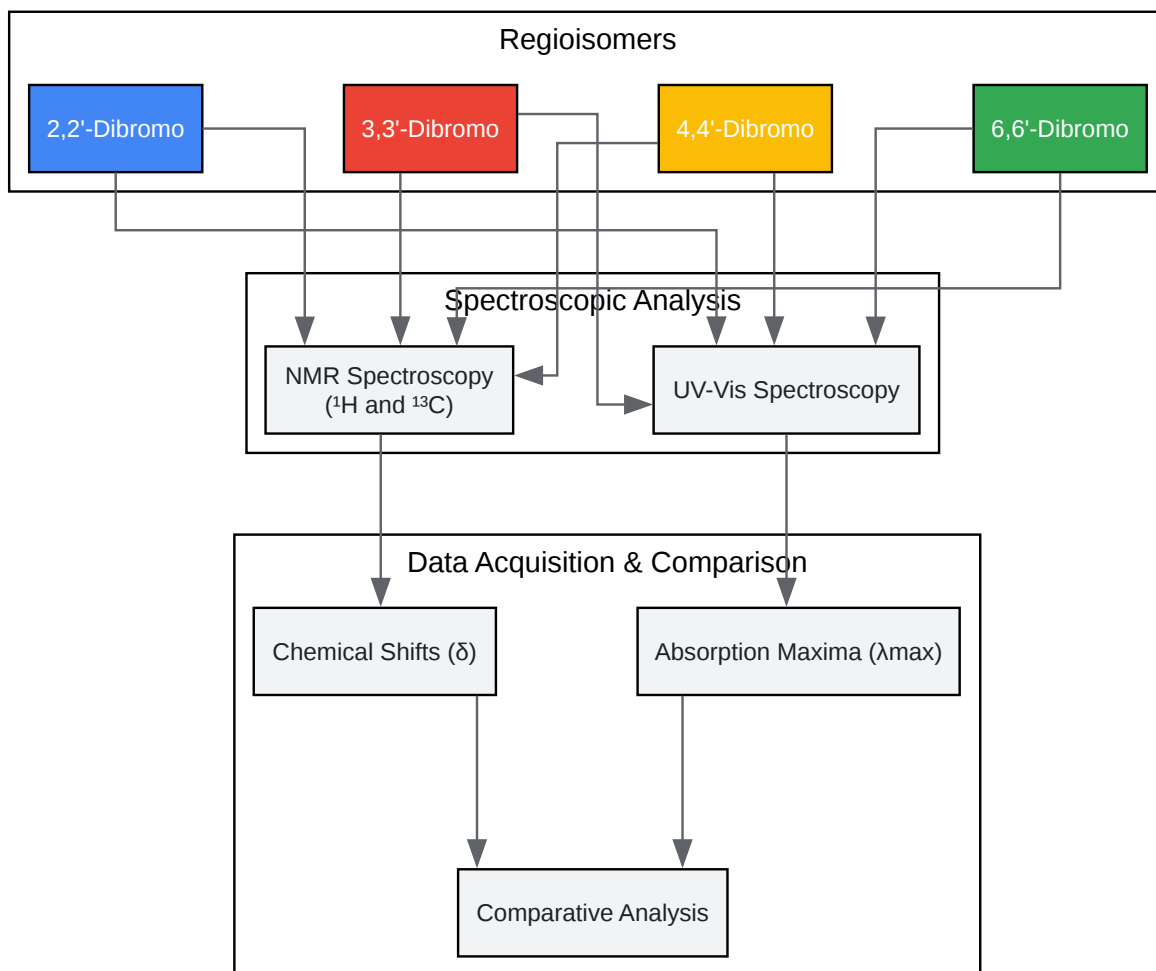 Regioisomers
2,2'-Dibromo
3,3'-Dibromo
4,4'-Dibromo
6,6'-Dibromo
Spectroscopic Analysis
NMR Spectroscopy
(¹H and ¹³C)
UV-Vis Spectroscopy
Data Acquisition & Comparison
Chemical Shifts (δ)
Absorption Maxima (λmax)
Comparative Analysis